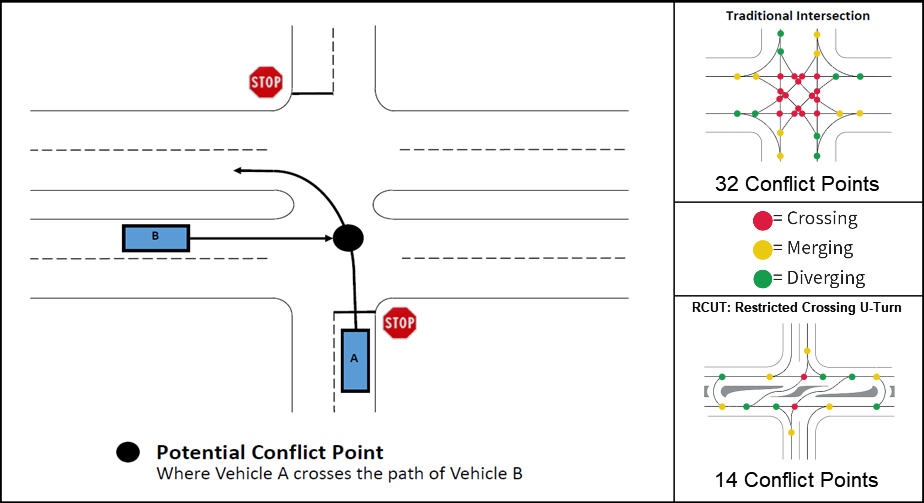 STOP
B
STOP
A
Potential Conflict Point
Where Vehicle A crosses the path of Vehicle B
Traditional Intersection
32 Conflict Points
= Crossing
= Merging
= Diverging
RCUT: Restricted Crossing U-Turn
14 Conflict Points